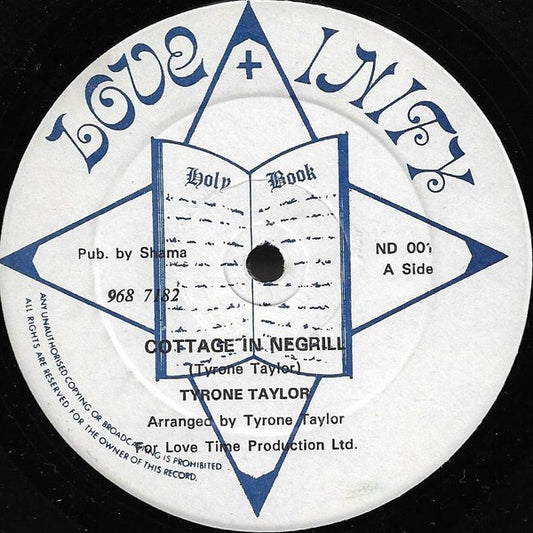 LOVE + INITY
Holy Book
Pub. by Shama
ND 001
A Side
968 7182
COTTAGE IN NEGRILL
(Tyrone Taylor)
TYRONE TAYLOR
Arranged by Tyrone Taylor
For Love Time Production Ltd.
ANY UNAUTHORISED COPYING OR BROADCASTING IS PROHIBITED
ALL RIGHTS ARE RESERVED FOR THE OWNER OF THIS RECORD.